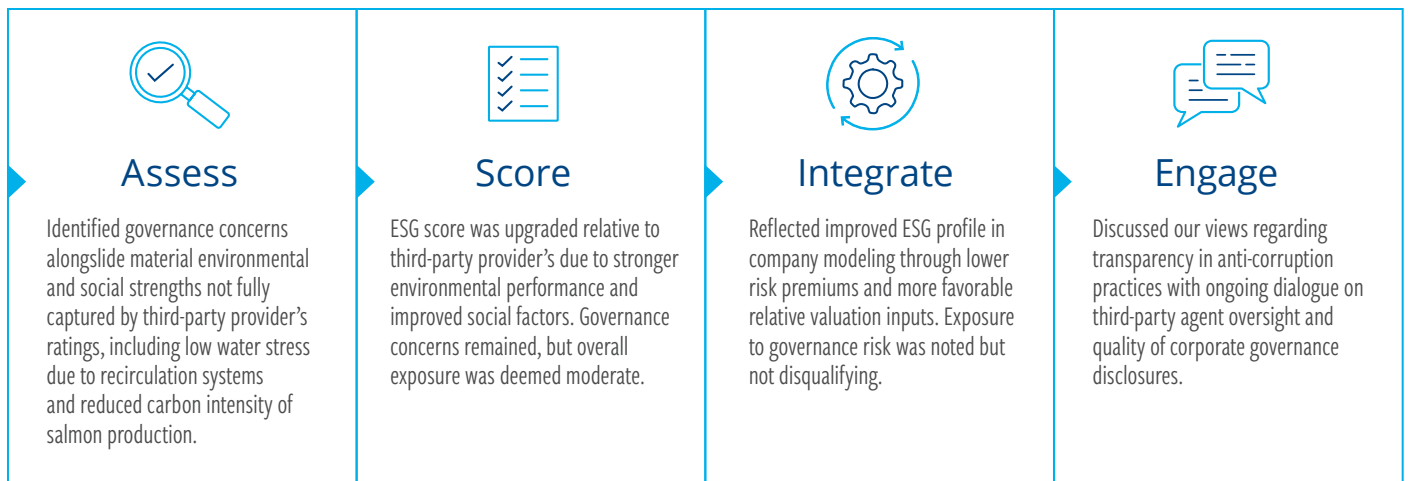 Assess
Identified governance concerns
alongside material environmental
and social strengths not fully
captured by third-party provider's
ratings, including low water stress
due to recirculation systems
and reduced carbon intensity of
salmon production.
Score
ESG score was upgraded relative to
third-party provider's due to stronger
environmental performance and
improved social factors. Governance
concerns remained, but overall
exposure was deemed moderate.
Integrate
Reflected improved ESG profile in
company modeling through lower
risk premiums and more favorable
relative valuation inputs. Exposure
to governance risk was noted but
not disqualifying.
Engage
Discussed our views regarding
transparency in anti-corruption
practices with ongoing dialogue on
third-party agent oversight and
quality of corporate governance
disclosures.